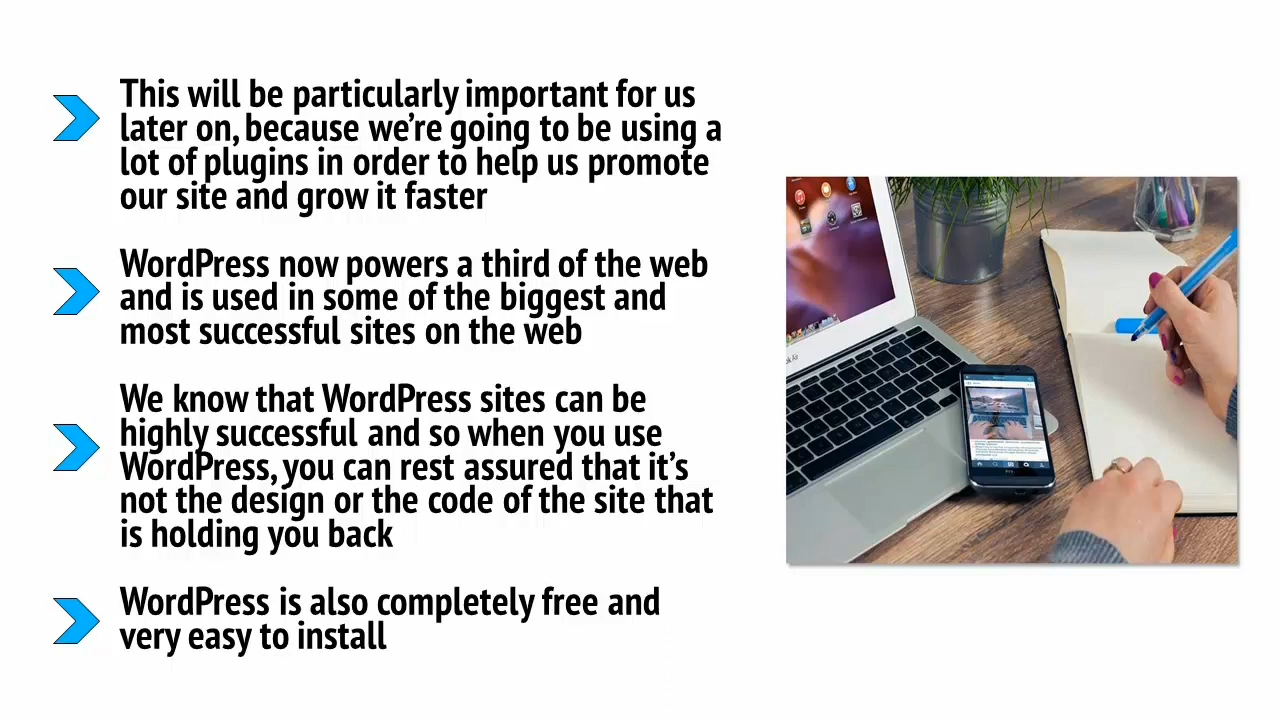 This will be particularly important for us
later on, because we're going to be using a
lot of plugins in order to help us promote
our site and grow it faster
WordPress now powers a third of the web
and is used in some of the biggest and
most successful sites on the web
We know that WordPress sites can be
highly successful and so when you use
WordPress, you can rest assured that it's
not the design or the code of the site that
is holding you back
WordPress is also completely free and
very easy to install